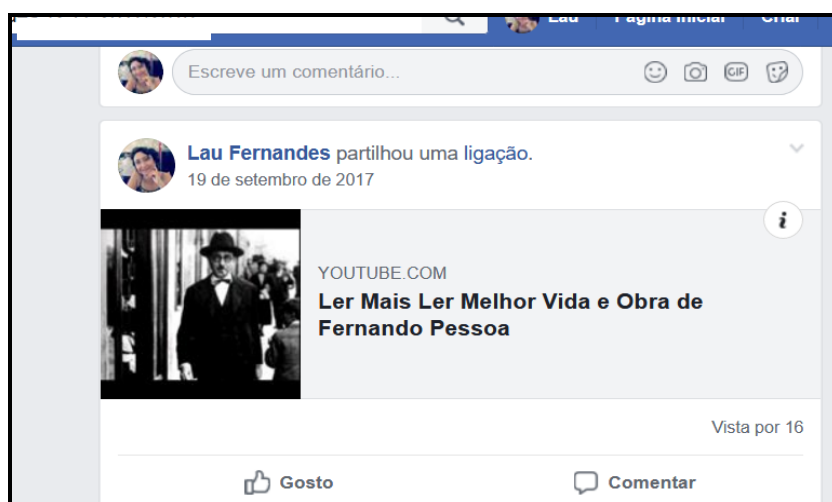 Lau Página Inicial Criar
Escreve um comentário...
GIF
Lau Fernandes partilhou uma ligação.
19 de setembro de 2017
YOUTUBE.COM
Ler Mais Ler Melhor Vida e Obra de
Fernando Pessoa
Vista por 16
Gosto Comentar